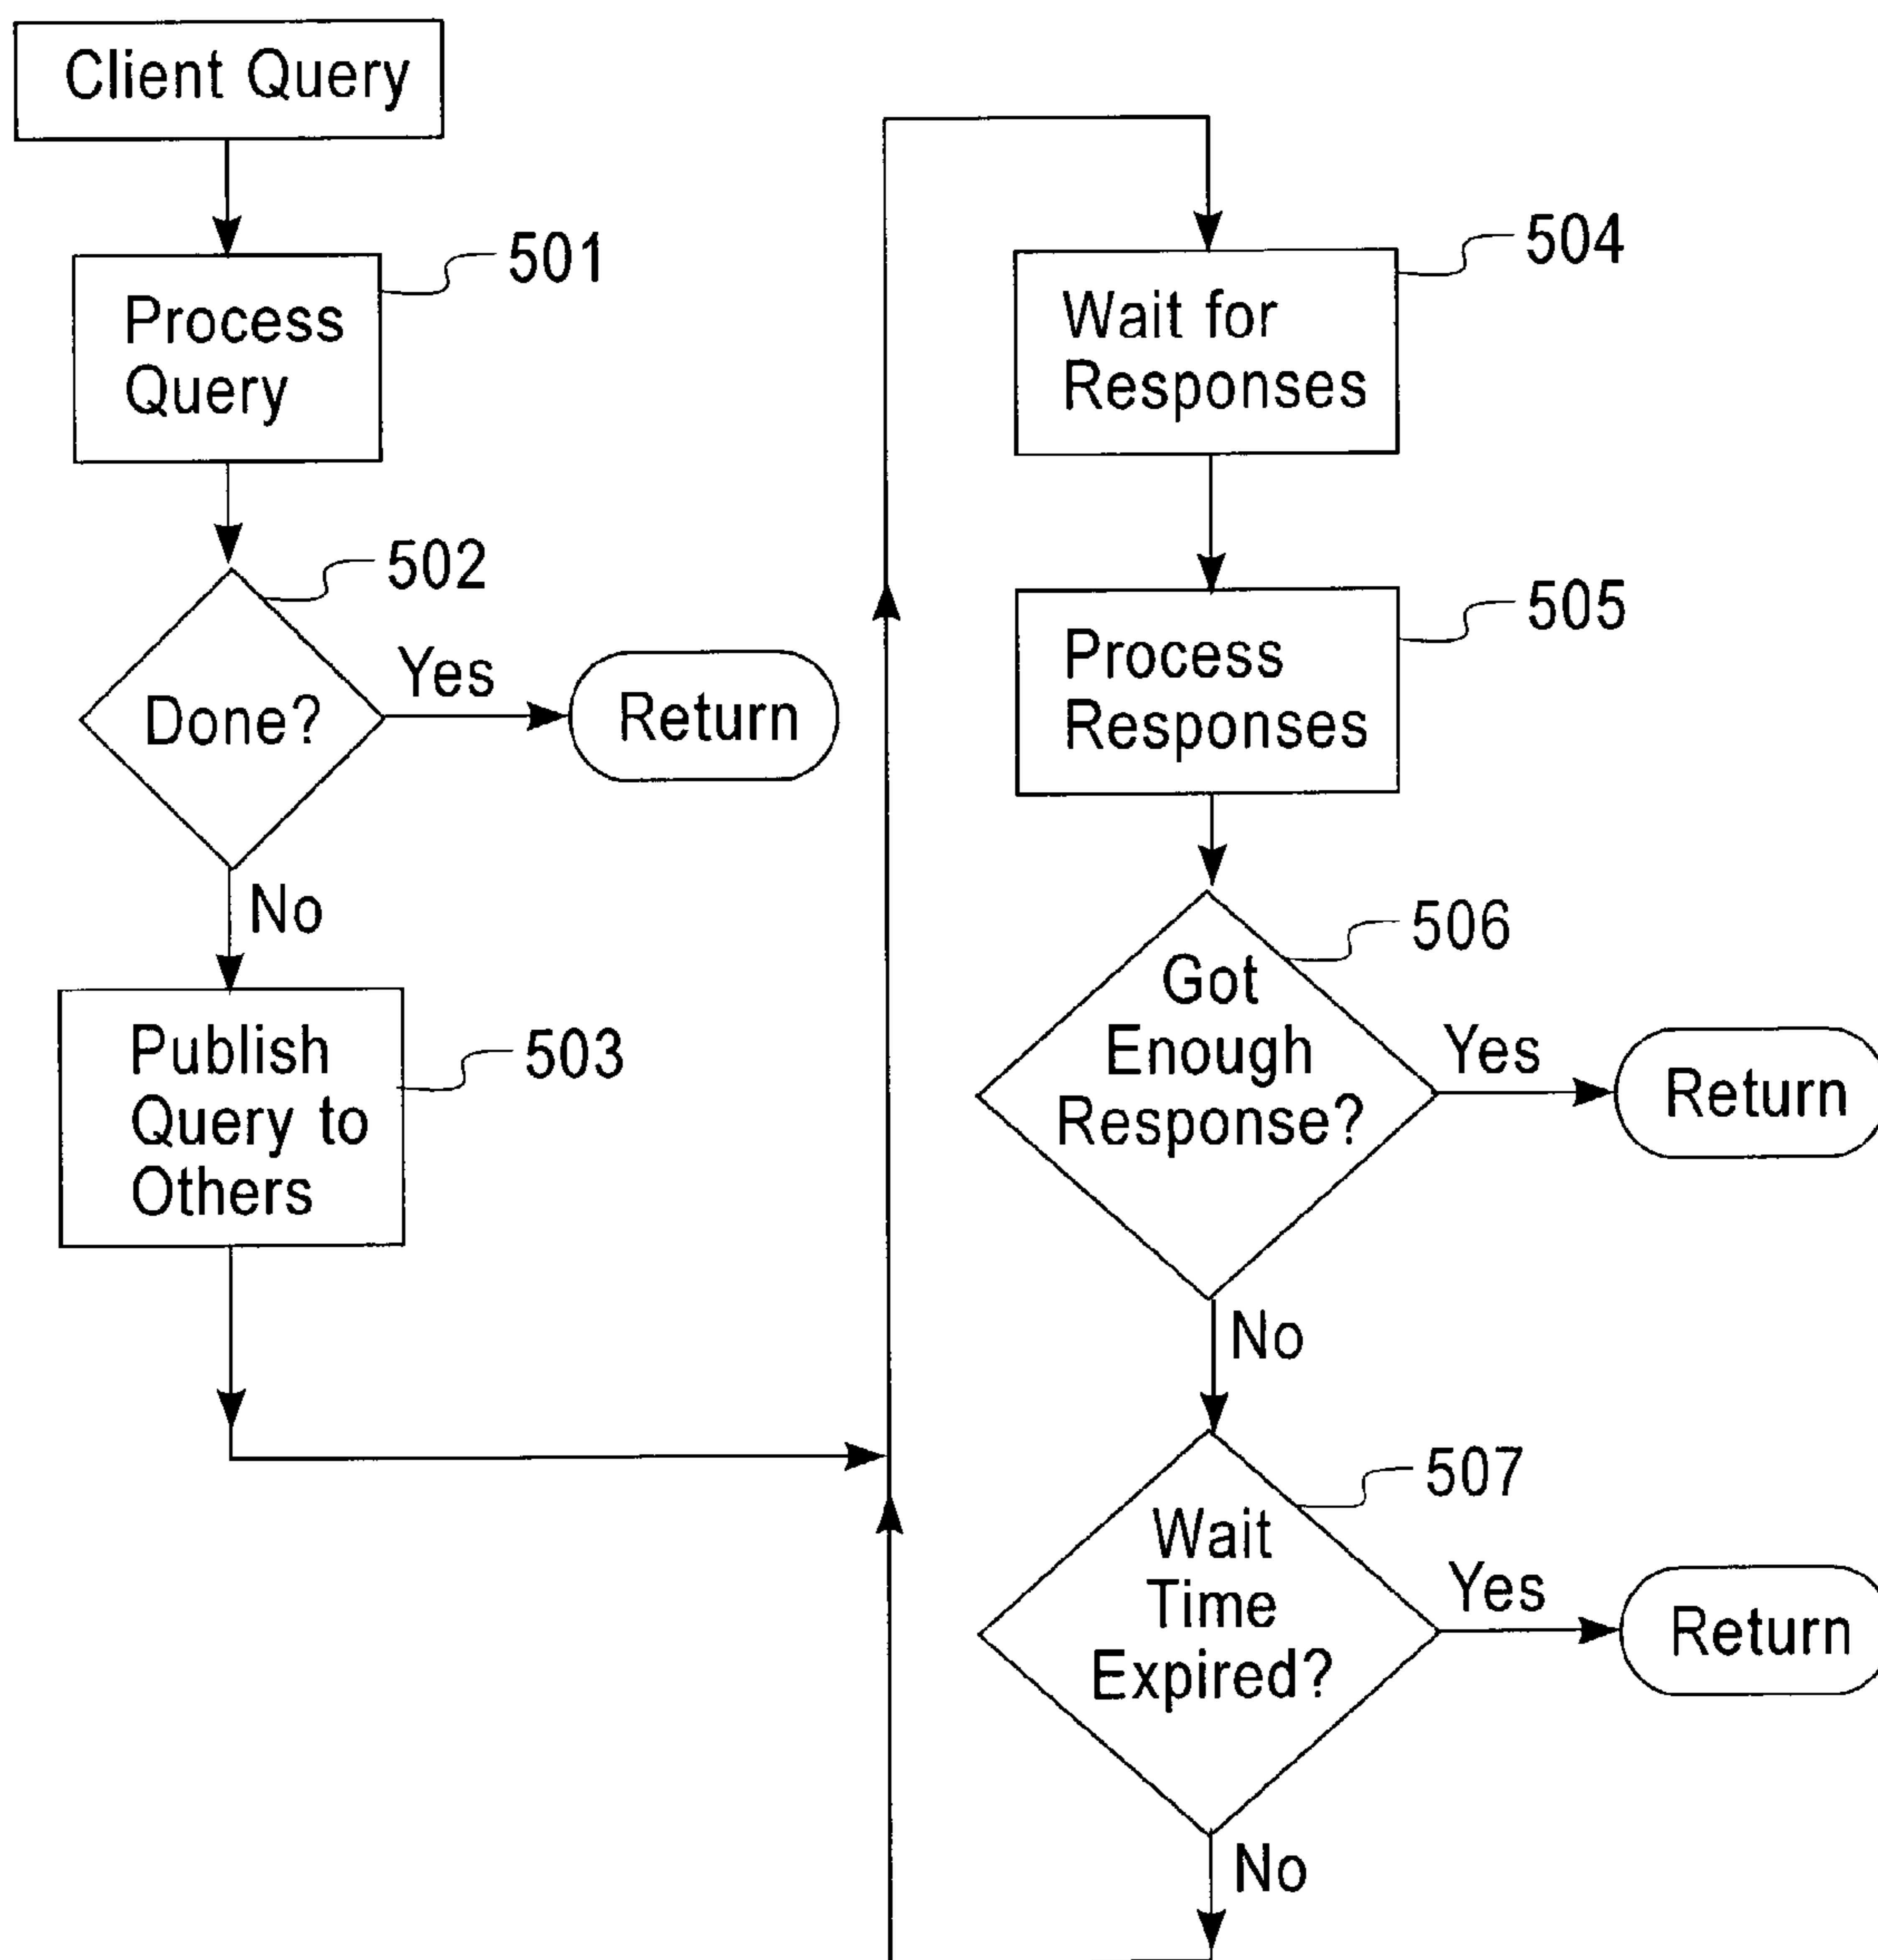 Client Query
501
Process
Query
502
Done?
Yes
Return
No
Publish
Query to
Others
503
504
Wait for
Responses
505
Process
Responses
506
Got
Enough
Response?
Yes
Return
No
507
Wait
Time
Expired?
Yes
Return
No